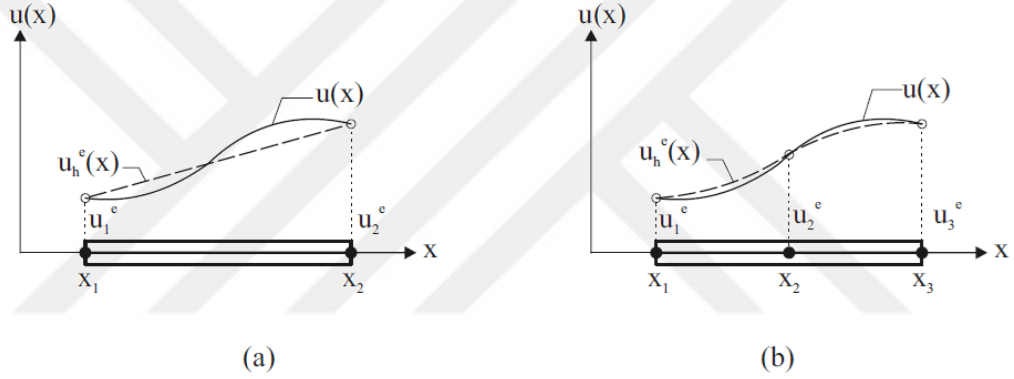 u(x)
u(x)
u_h^e(x)
u_1^e
u_2^e
x
x_1
x_2
(a)
u(x)
u(x)
u_h^e(x)
u_1^e
u_2^e
u_3^e
x
x_1
x_2
x_3
(b)